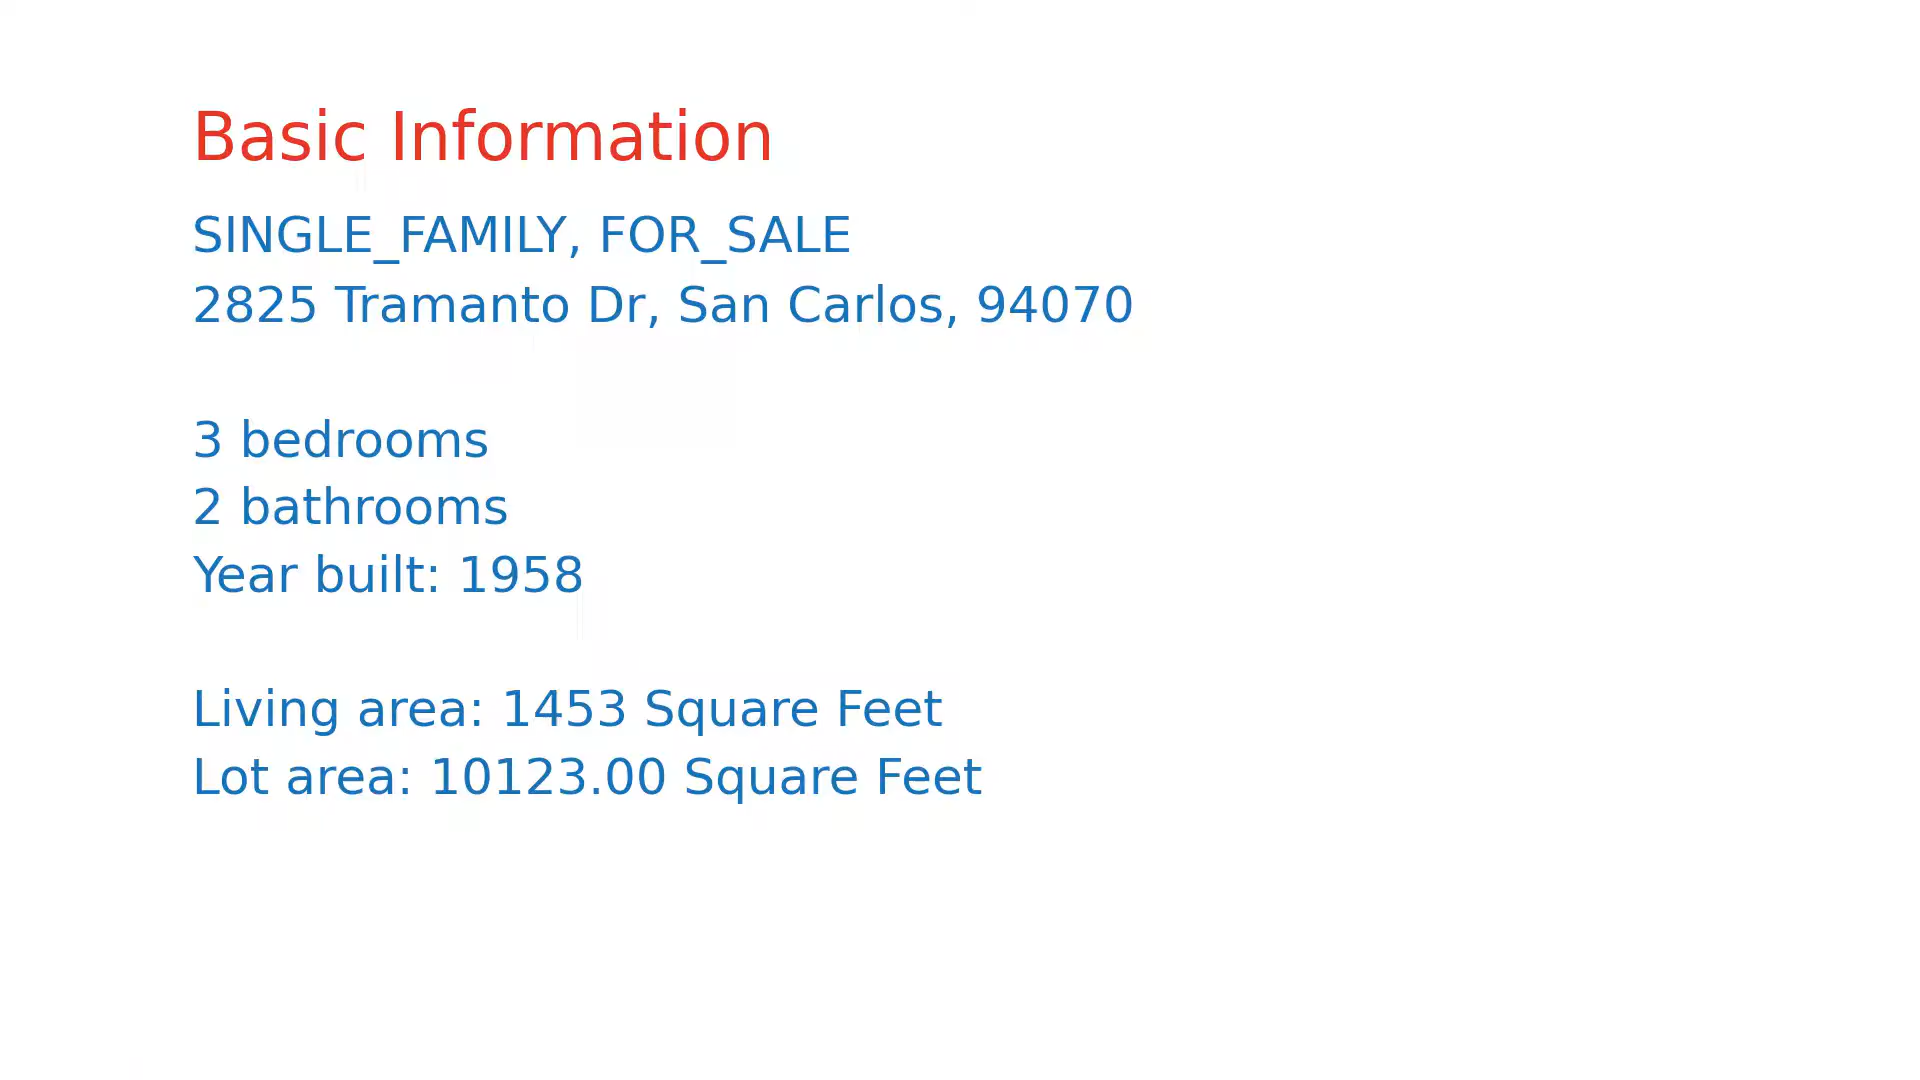 Basic Information
SINGLE_FAMILY, FOR_SALE
2825 Tramanto Dr, San Carlos, 94070
3 bedrooms
2 bathrooms
Year built: 1958
Living area: 1453 Square Feet
Lot area: 10123.00 Square Feet